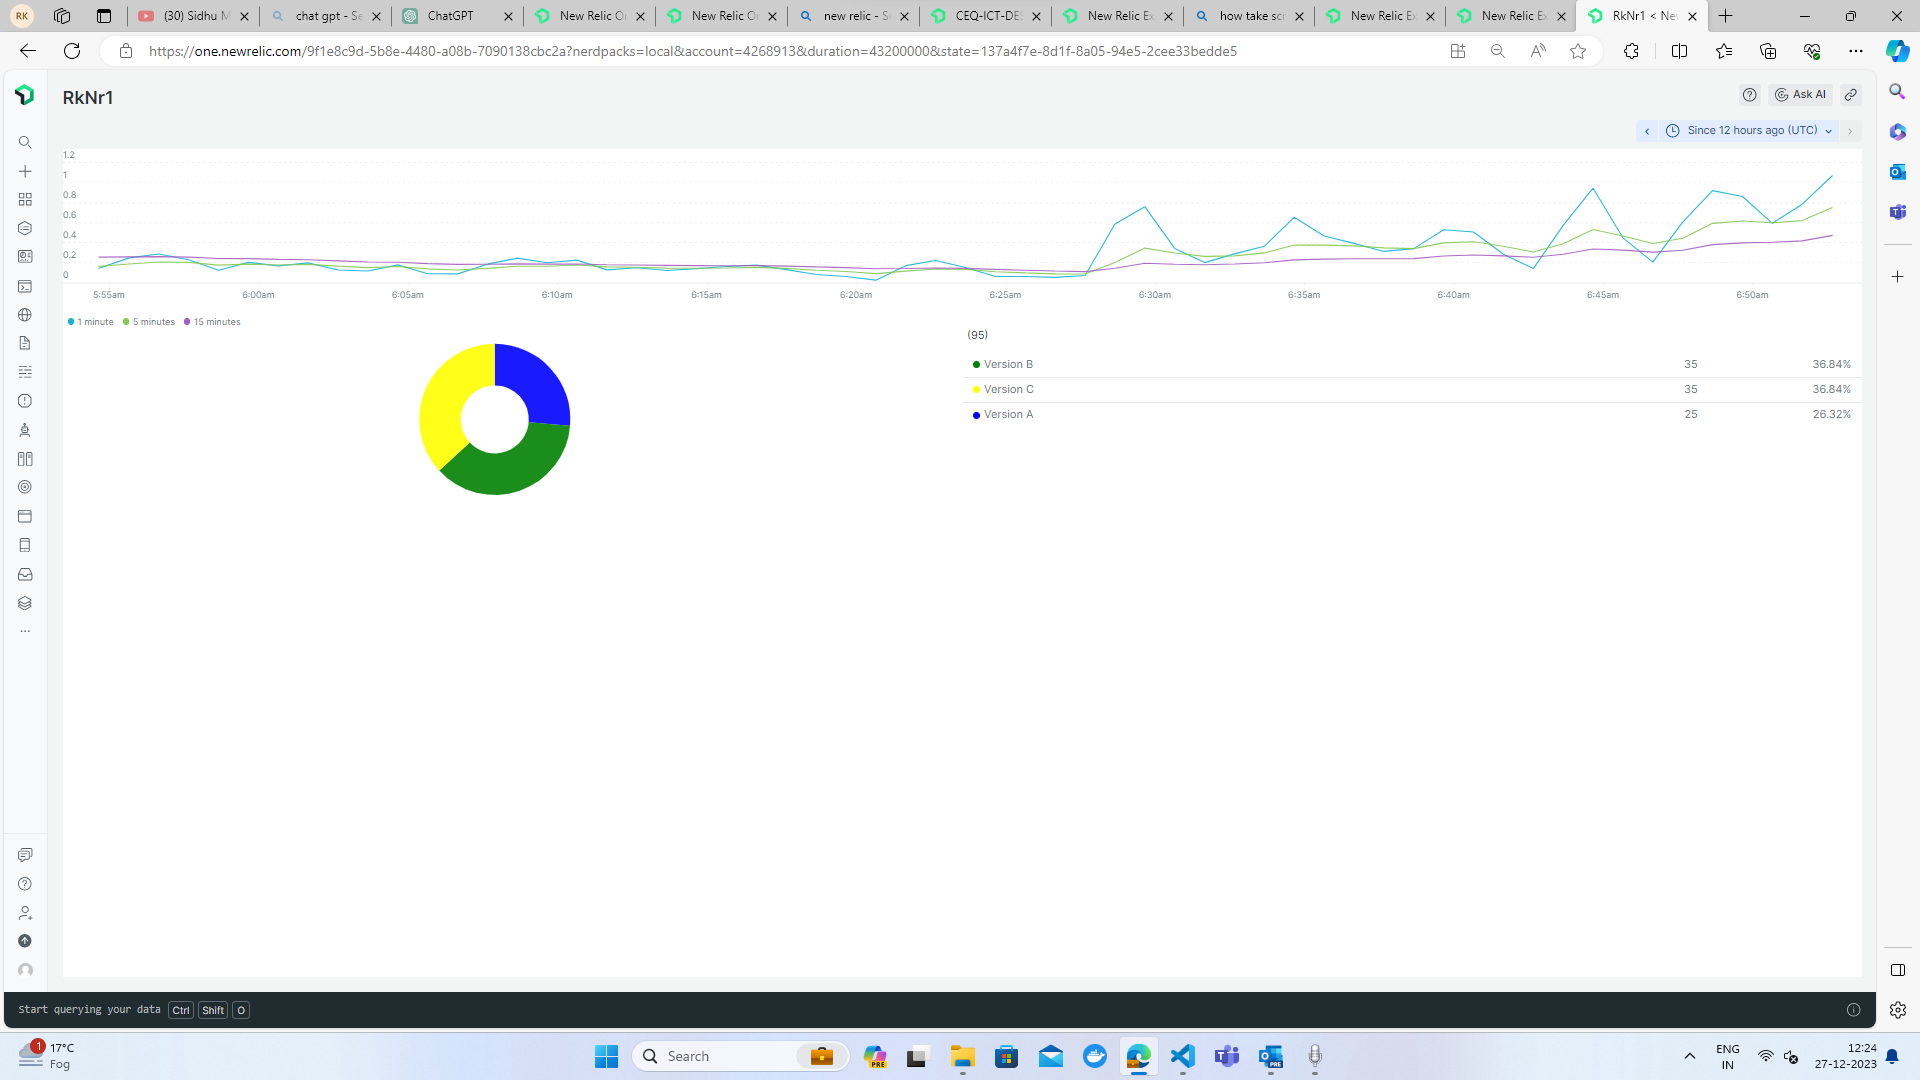 RK
(30) Sidhu M
chat gpt - Se
ChatGPT
New Relic O
New Relic O
new relic - S
CEQ-ICT-DE
New Relic Ex
how take scr
New Relic Ex
New Relic Ex
RkNr1 < Ne
https://one.newrelic.com/9f1e8c9d-5b8e-4480-a08b-7090138cbc2a?nerdpacks=local&account=4268913&duration=43200000&state=137a4f7e-8d1f-8a05-94e5-2cee33bedde5
RkNr1
Ask AI
Since 12 hours ago (UTC)
1.2
1
0.8
0.6
0.4
0.2
0
5:55am 6:00am 6:05am 6:10am 6:15am 6:20am 6:25am 6:30am 6:35am 6:40am 6:45am 6:50am
1 minute 5 minutes 15 minutes
(95)
Version B 35 36.84%
Version C 35 36.84%
Version A 25 26.32%
Start querying your data Ctrl Shift O
1 17°C
Fog
Search
PRE
PRE
ENG
IN
12:24
27-12-2023